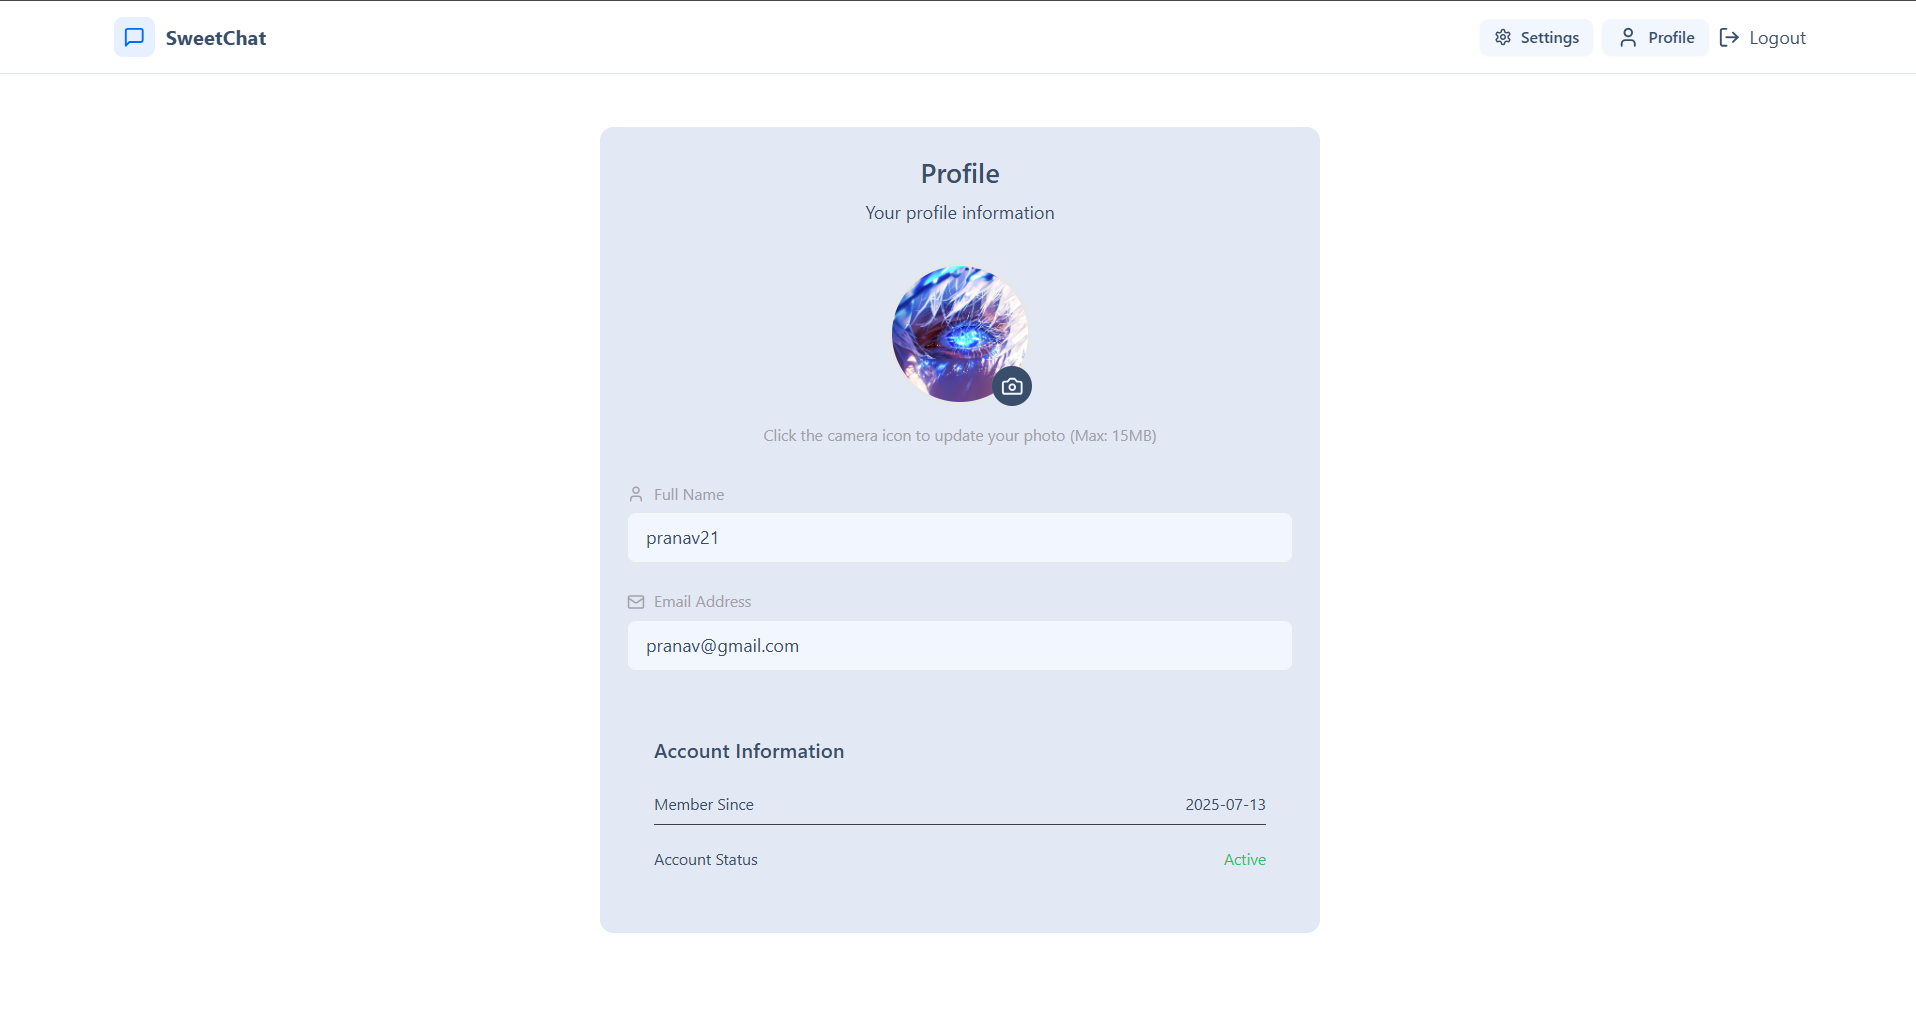 SweetChat
Settings
Profile
Logout
Profile
Your profile information
Click the camera icon to update your photo (Max: 15MB)
Full Name
pranav21
Email Address
pranav@gmail.com
Account Information
Member Since 2025-07-13
Account Status Active